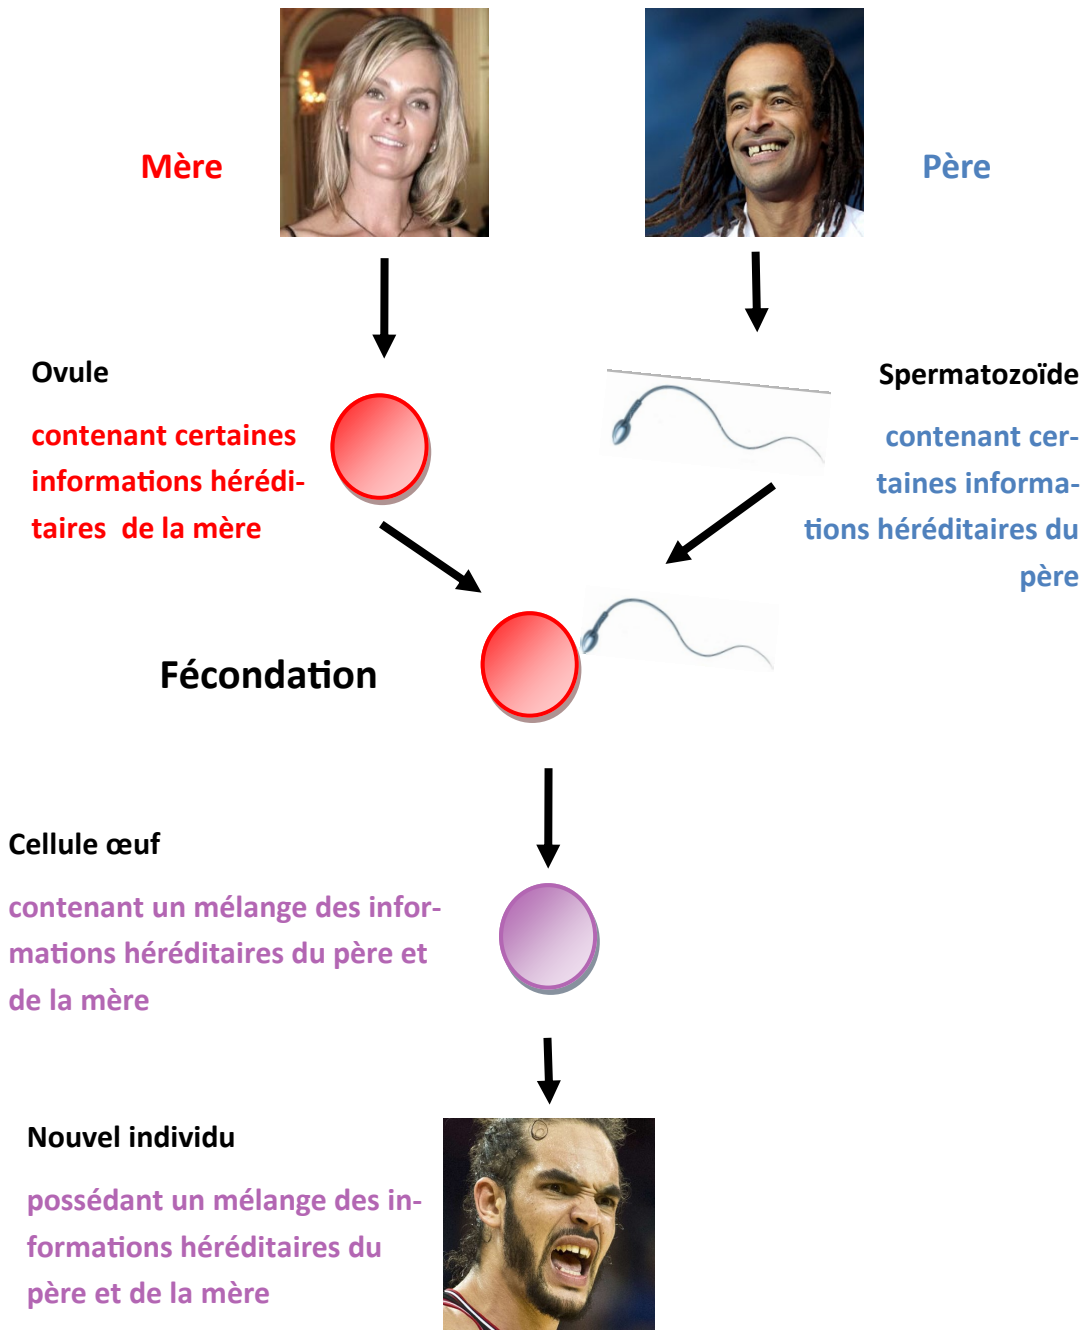 Mère
Père
Ovule
contenant certaines
informations hérédi-
taires  de la mère
Spermatozoïde
contenant cer-
taines informa-
tions héréditaires du
père
Fécondation
Cellule œuf
contenant un mélange des infor-
mations héréditaires du père et
de la mère
Nouvel individu
possédant un mélange des in-
formations héréditaires du
père et de la mère